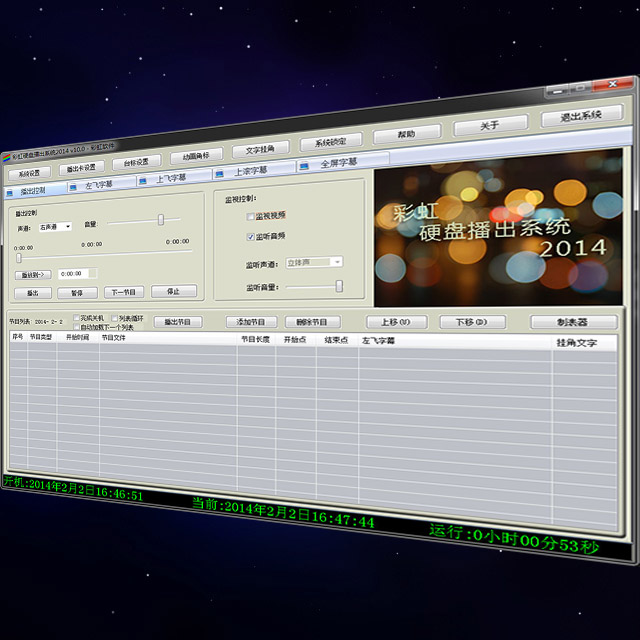 彩虹硬盘播出系统2014 v10.0 - 彩虹软件
系统设置 播出卡设置 台标设置 动画角标 文字挂角 系统锁定 帮助 关于 退出系统
播出控制 左飞字幕 上飞字幕 上滚字幕 全屏字幕
播出控制
声道: 右声道 音量:
0:00:00 0:00:00 0:00:00
播放到-> 0:00:00
播出 暂停 下一节目 停止
监视控制:
监视视频
监听音频
监听声道: 立体声
监听音量:
彩虹
硬盘播出系统
2014
节目列表: 2014- 2- 2 完成关机 列表循环
自动加载下一个列表
播出节目 添加节目 删除节目 上移(U) 下移(D) 制表器
序号 节目类型 开始时间 节目文件 节目长度 开始点 结束点 左飞字幕 挂角文字
开机:2014年2月2日16:46:51 当前:2014年2月2日16:47:44 运行:0小时00分53秒